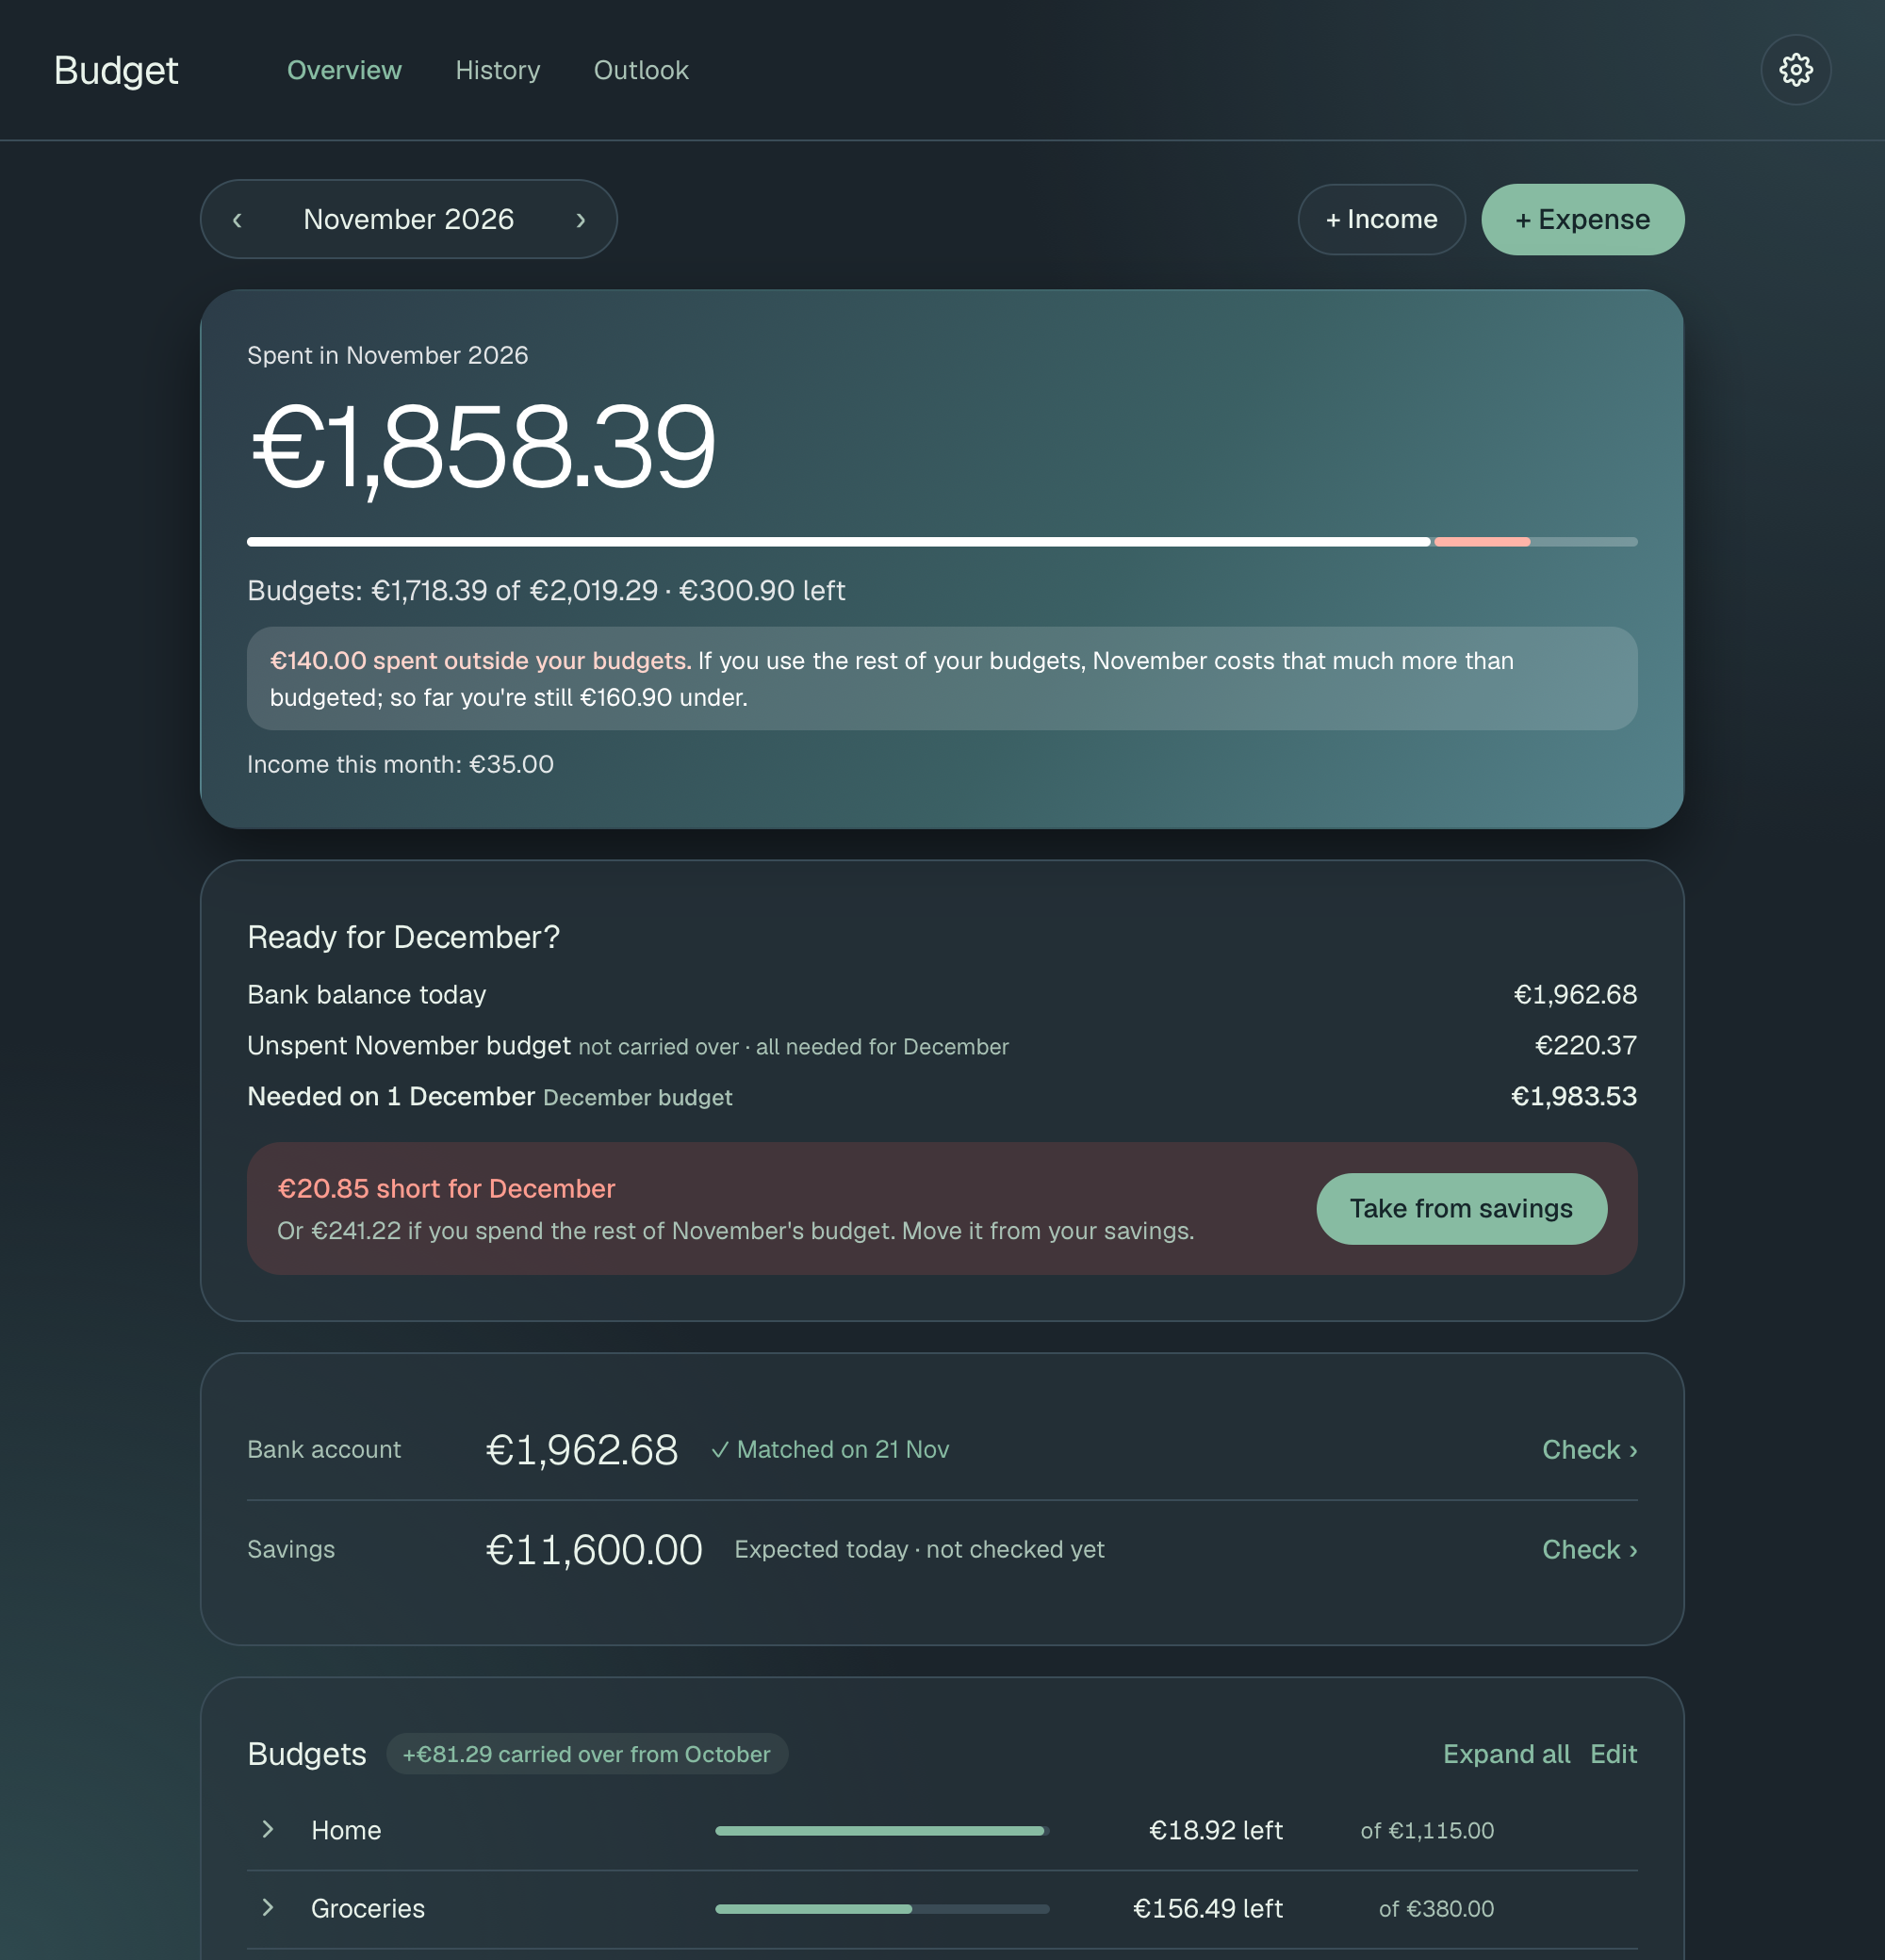 Budget
Overview
History
Outlook
‹ November 2026 ›
+ Income
+ Expense
Spent in November 2026
€1,858.39
Budgets: €1,718.39 of €2,019.29 · €300.90 left
€140.00 spent outside your budgets. If you use the rest of your budgets, November costs that much more than
budgeted; so far you're still €160.90 under.
Income this month: €35.00
Ready for December?
Bank balance today €1,962.68
Unspent November budget not carried over · all needed for December €220.37
Needed on 1 December December budget €1,983.53
€20.85 short for December
Or €241.22 if you spend the rest of November's budget. Move it from your savings.
Take from savings
Bank account €1,962.68 ✓ Matched on 21 Nov Check ›
Savings €11,600.00 Expected today · not checked yet Check ›
Budgets +€81.29 carried over from October Expand all Edit
Home €18.92 left of €1,115.00
Groceries €156.49 left of €380.00